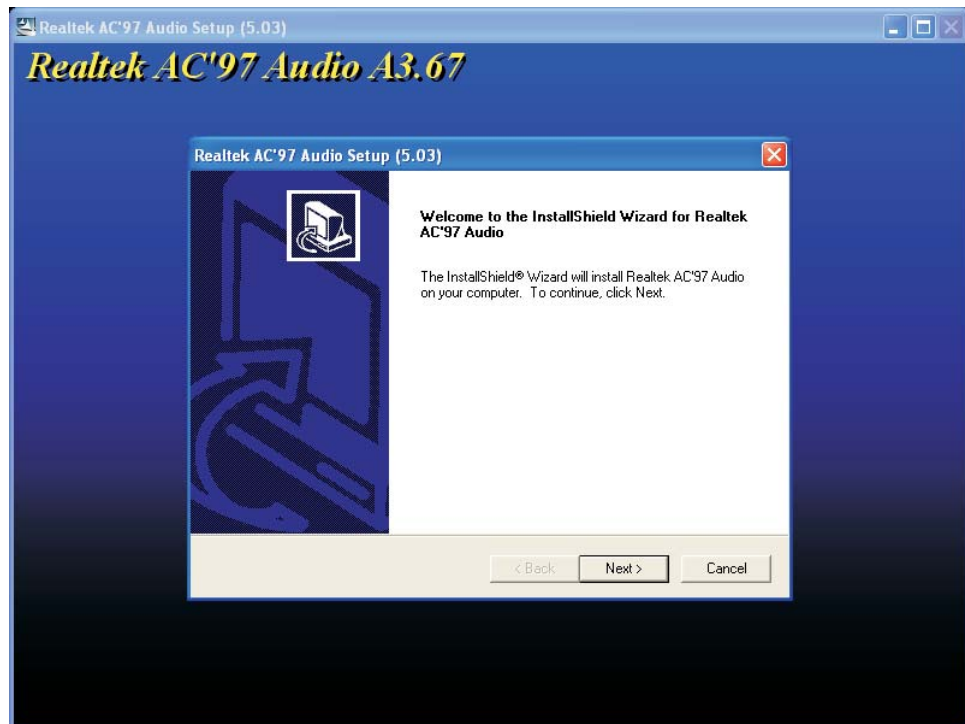 Realtek AC'97 Audio Setup (5.03)
Realtek AC'97 Audio A3.67
Realtek AC'97 Audio Setup (5.03)
Welcome to the InstallShield Wizard for Realtek
AC'97 Audio
The InstallShield® Wizard will install Realtek AC'97 Audio
on your computer. To continue, click Next.
< Back
Next >
Cancel